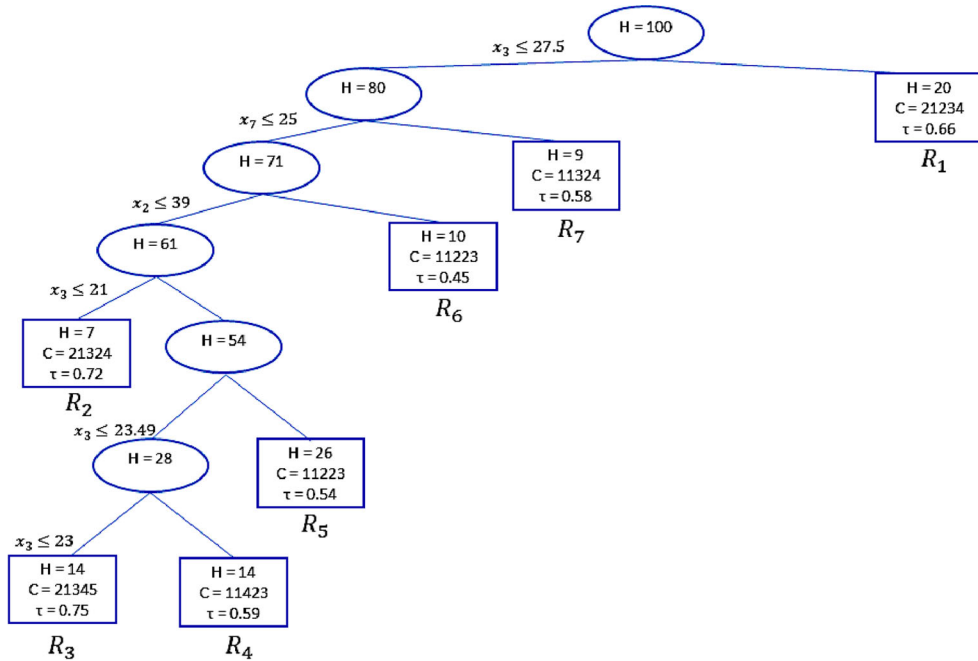 H = 100
x₃ ≤ 27.5
H = 80
H = 20
C = 21234
τ = 0.66
R₁
x₇ ≤ 25
H = 71
H = 9
C = 11324
τ = 0.58
R₇
x₂ ≤ 39
H = 61
H = 10
C = 11223
τ = 0.45
R₆
x₃ ≤ 21
H = 7
C = 21324
τ = 0.72
R₂
H = 54
x₃ ≤ 23.49
H = 28
H = 26
C = 11223
τ = 0.54
R₅
x₃ ≤ 23
H = 14
C = 21345
τ = 0.75
R₃
H = 14
C = 11423
τ = 0.59
R₄